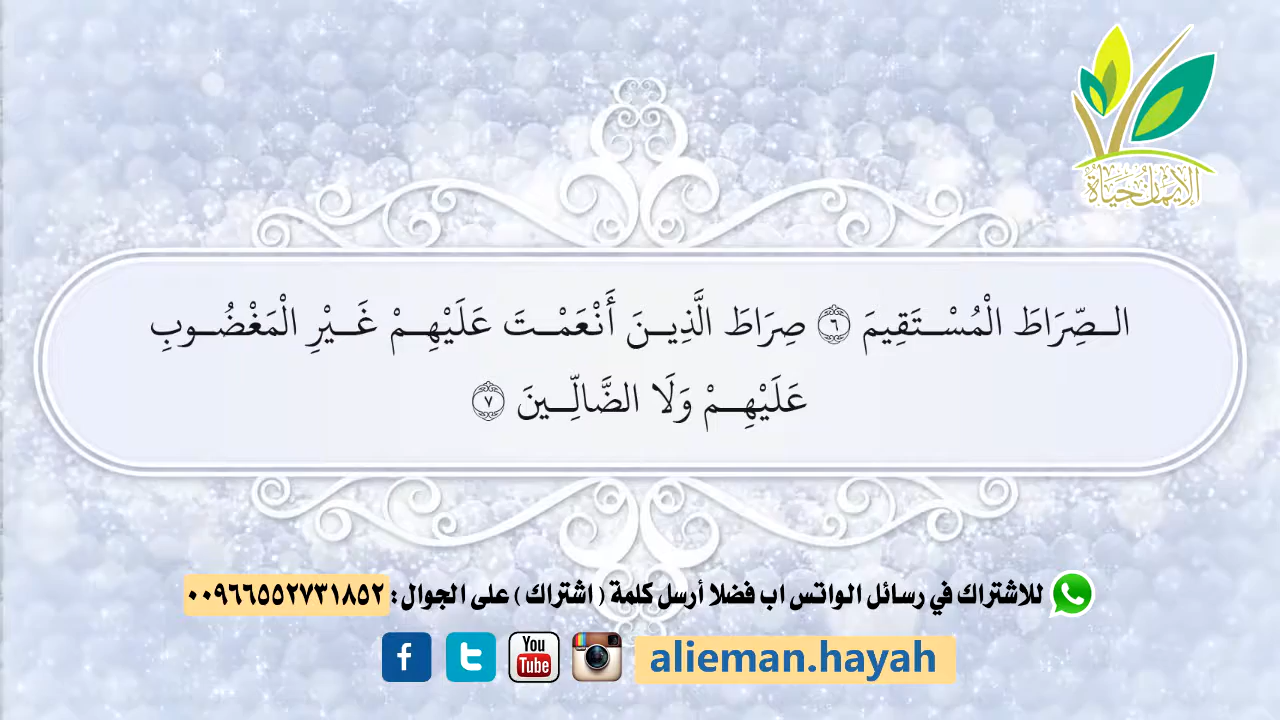 الإيمان حياة
الصِّرَاطَ الْمُسْتَقِيمَ ۝٦ صِرَاطَ الَّذِينَ أَنْعَمْتَ عَلَيْهِمْ غَيْرِ الْمَغْضُوبِ
عَلَيْهِمْ وَلَا الضَّالِّينَ ۝٧
للاشتراك في رسائل الواتس اب فضلا أرسل كلمة ( اشتراك ) على الجوال : ٠٠٩٦٦٥٥٢٧٣١٨٥٢
You
Tube
alieman.hayah